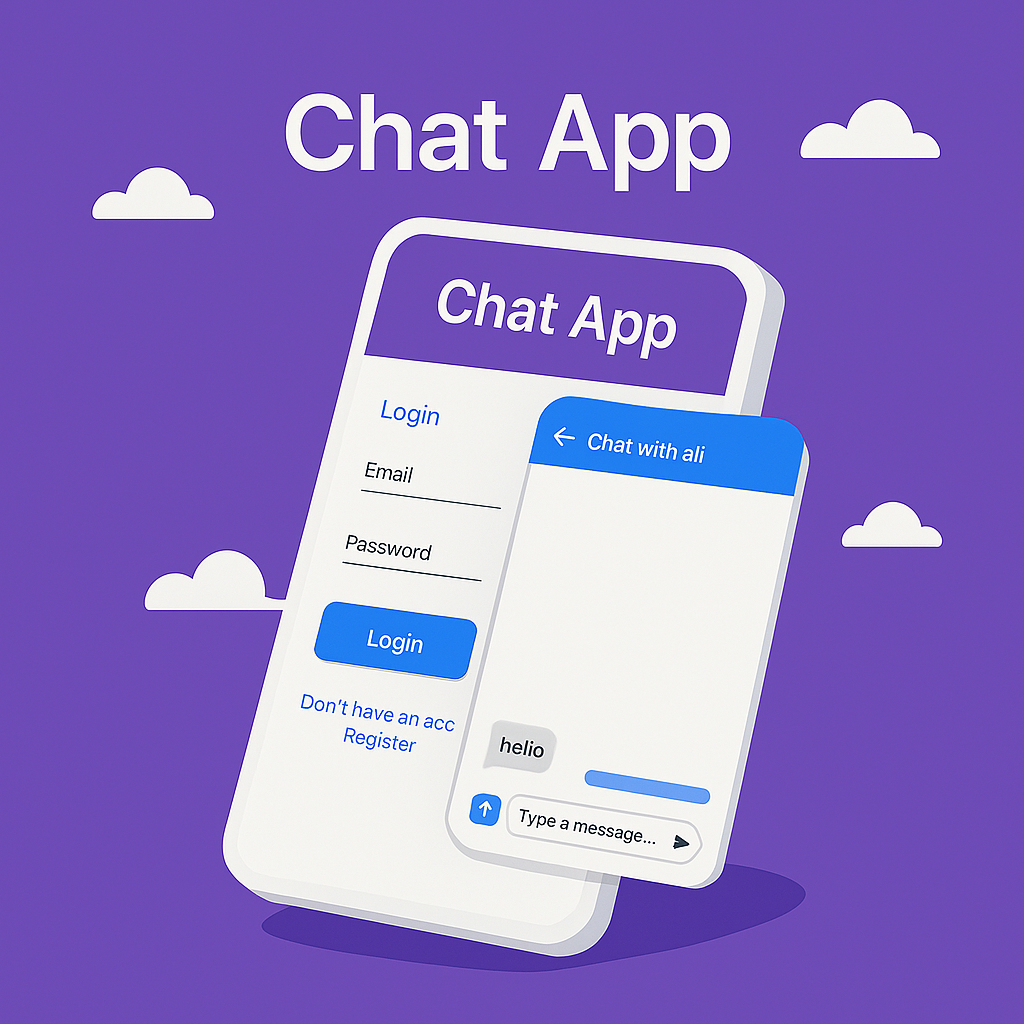 Chat App
Chat App
Login
Email
Password
Login
Don't have an acc
Register
Chat with ali
helio
Type a message...